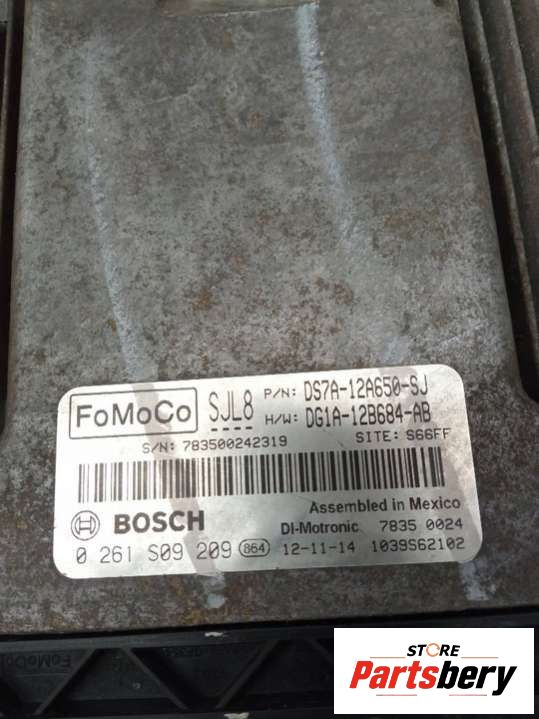 FoMoCo SJL8 P/N: DS7A-12A650-SJ
H/W: DG1A-12B684-AB
S/N: 783500242319 SITE: S66FF
Assembled in Mexico
BOSCH DI-Motronic 7835 0024
0 261 S09 209 864 12-11-14 1039S62102
FoMoCo
STORE
Partsbery